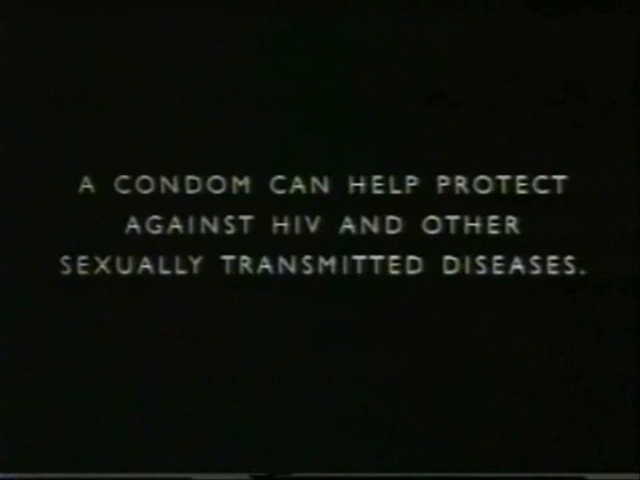 A CONDOM CAN HELP PROTECT
AGAINST HIV AND OTHER
SEXUALLY TRANSMITTED DISEASES.